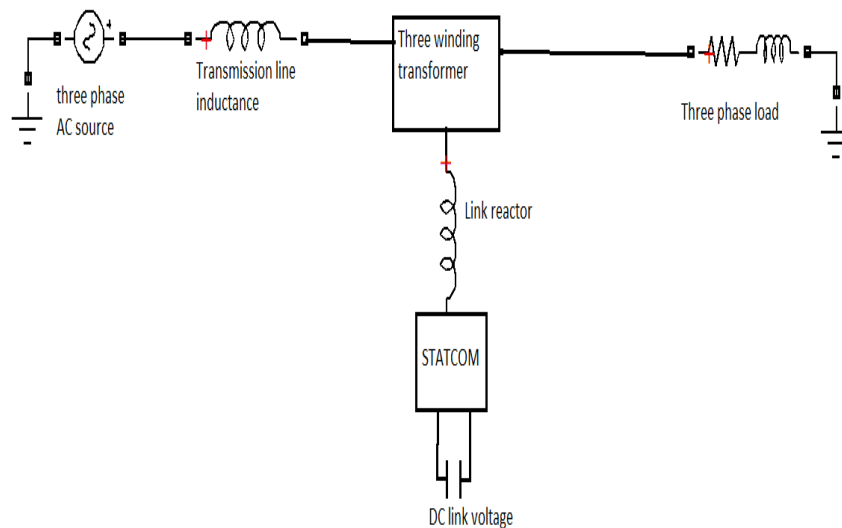 Three winding
transformer
Transmission line
inductance
three phase
AC source
Three phase load
Link reactor
STATCOM
DC link voltage